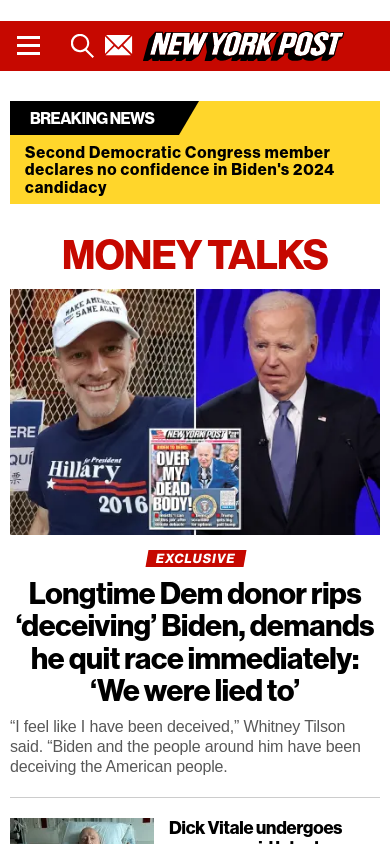 NEW YORK POST
BREAKING NEWS
Second Democratic Congress member
declares no confidence in Biden's 2024
candidacy
MONEY TALKS
MAKE AMERICA
SANE AGAIN
ERE
QUÍ
Hillary
for President
2016
NEW YORK POST
OVER
MY
DEAD
BODY!
EXCLUSIVE
Longtime Dem donor rips
‘deceiving’ Biden, demands
he quit race immediately:
‘We were lied to’
“I feel like I have been deceived,” Whitney Tilson
said. “Biden and the people around him have been
deceiving the American people.
Dick Vitale undergoes